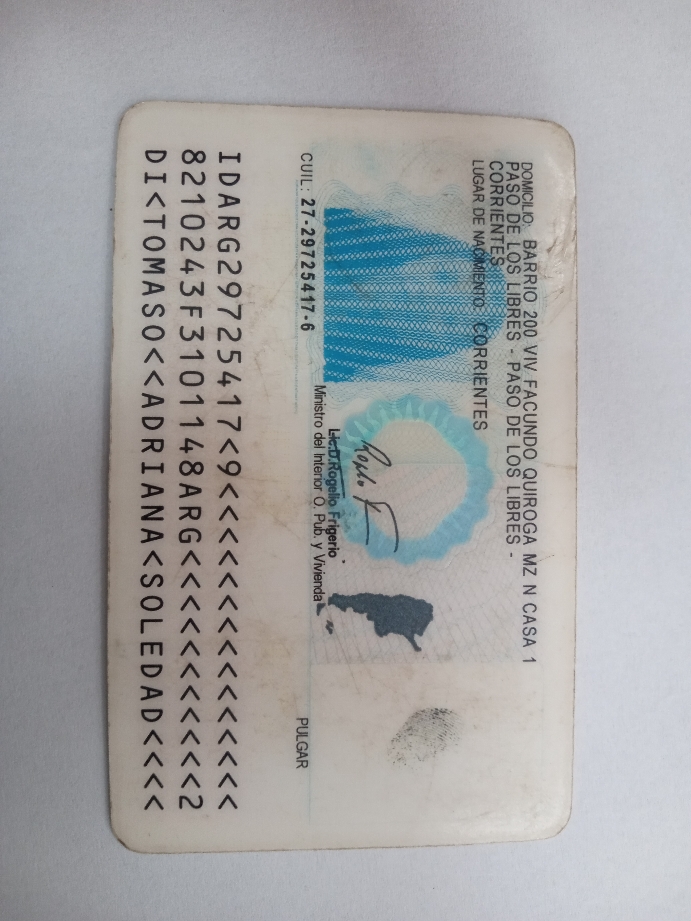 DOMICILIO: BARRIO 200 VIV FACUNDO QUIROGA MZ N CASA 1
PASO DE LOS LIBRES - PASO DE LOS LIBRES -
CORRIENTES
LUGAR DE NACIMIENTO: CORRIENTES
Lic.D.Rogelio Frigerio
Ministro del Interior O. Pub. y Vivienda
CUIL: 27-29725417-6
PULGAR
IDARG29725417<9<<<<<<<<<<<<<<<
8210243F3101148ARG<<<<<<<<<<<2
DI<TOMASO<<ADRIANA<SOLEDAD<<<<